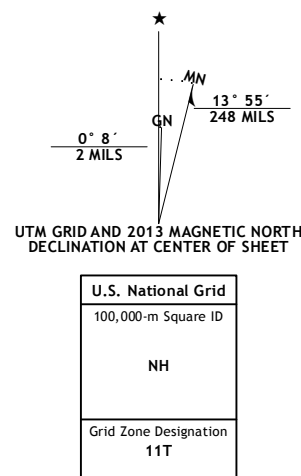 ★
MN
GN
13° 55´
248 MILS
0° 8´
2 MILS
UTM GRID AND 2013 MAGNETIC NORTH
DECLINATION AT CENTER OF SHEET
U.S. National Grid
100,000-m Square ID
NH
Grid Zone Designation
11T